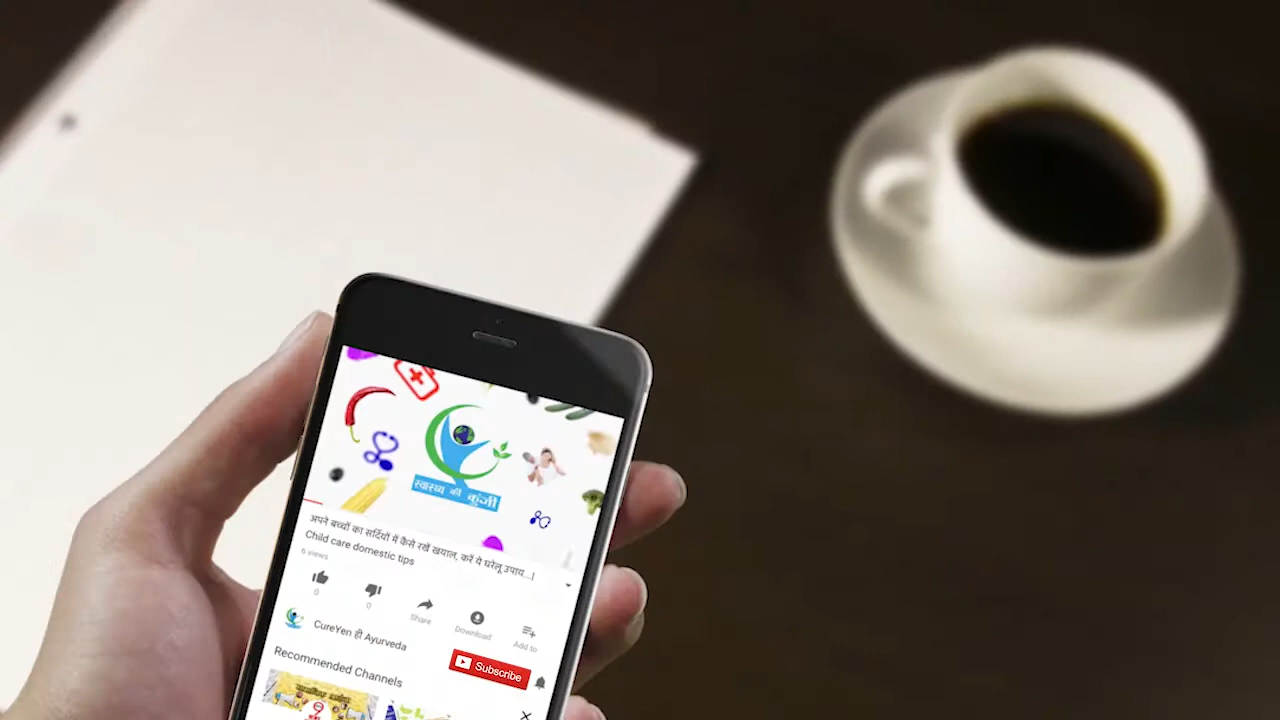 स्वास्थ्य की कुंजी
अपने बच्चों का सर्दियों में कैसे रखें खयाल, करें ये घरेलू उपाय...|
Child care domestic tips
6 views
0
0
Share
Download
Add to
CureYen ही Ayurveda
Subscribe
Recommended Channels